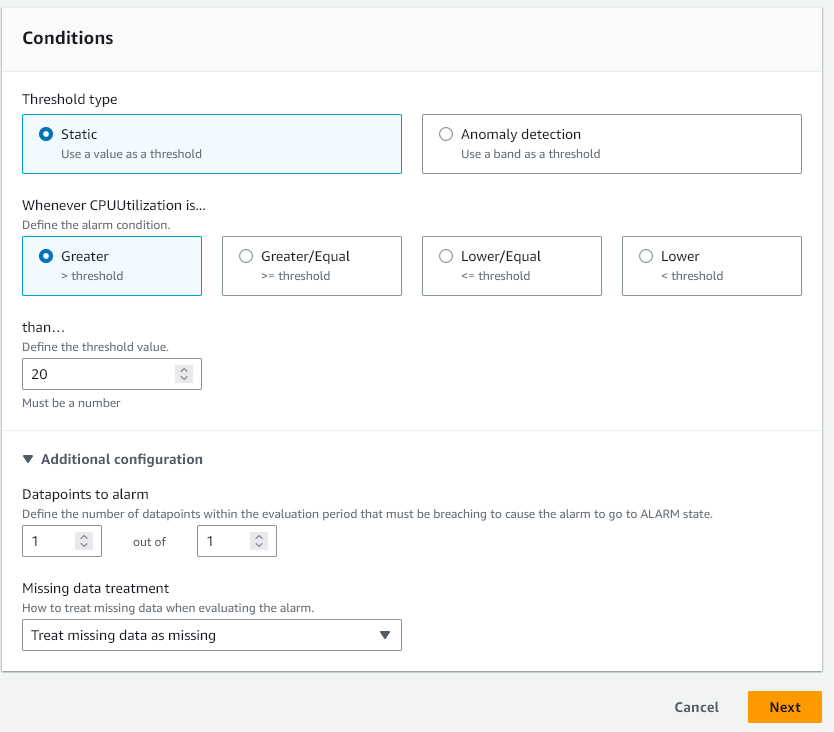 Conditions
Threshold type
Static
Use a value as a threshold
Anomaly detection
Use a band as a threshold
Whenever CPUUtilization is...
Define the alarm condition.
Greater
> threshold
Greater/Equal
>= threshold
Lower/Equal
<= threshold
Lower
< threshold
than…
Define the threshold value.
20
Must be a number
Additional configuration
Datapoints to alarm
Define the number of datapoints within the evaluation period that must be breaching to cause the alarm to go to ALARM state.
1 out of 1
Missing data treatment
How to treat missing data when evaluating the alarm.
Treat missing data as missing
Cancel Next